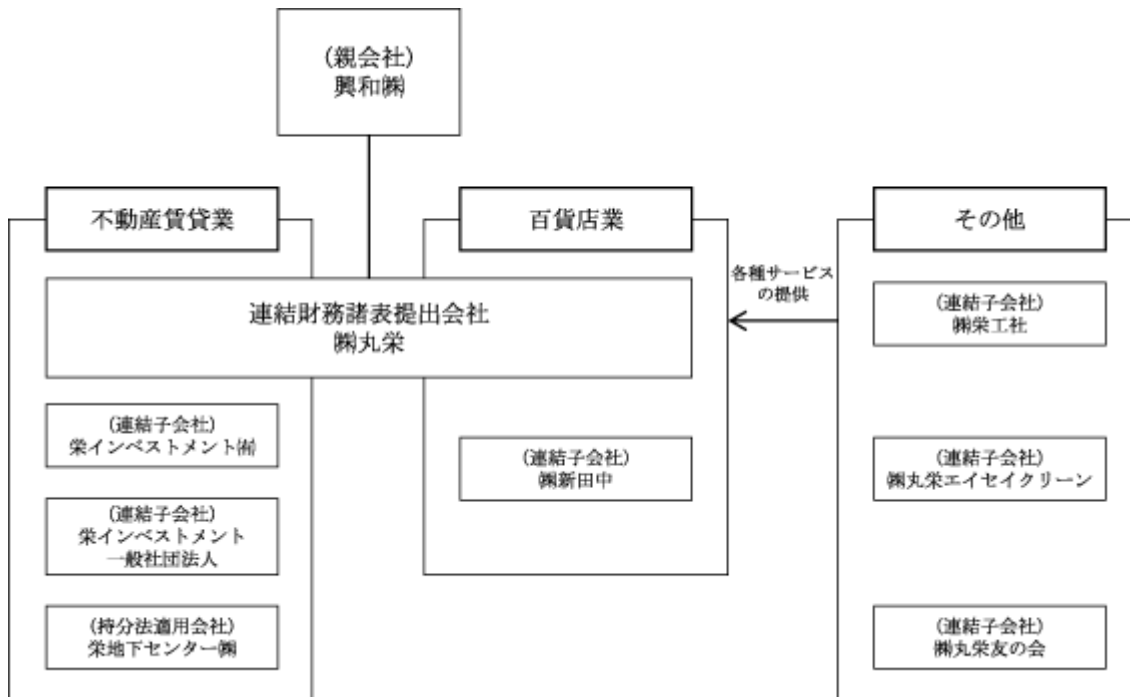 (親会社)
興和㈱
不動産賃貸業
百貨店業
その他
連結財務諸表提出会社
㈱丸栄
各種サービス
の提供
(連結子会社)
㈱栄工社
(連結子会社)
栄インベストメント㈲
(連結子会社)
㈱新田中
(連結子会社)
㈱丸栄エイセイクリーン
(連結子会社)
栄インベストメント
一般社団法人
(持分法適用会社)
栄地下センター㈱
(連結子会社)
㈱丸栄友の会